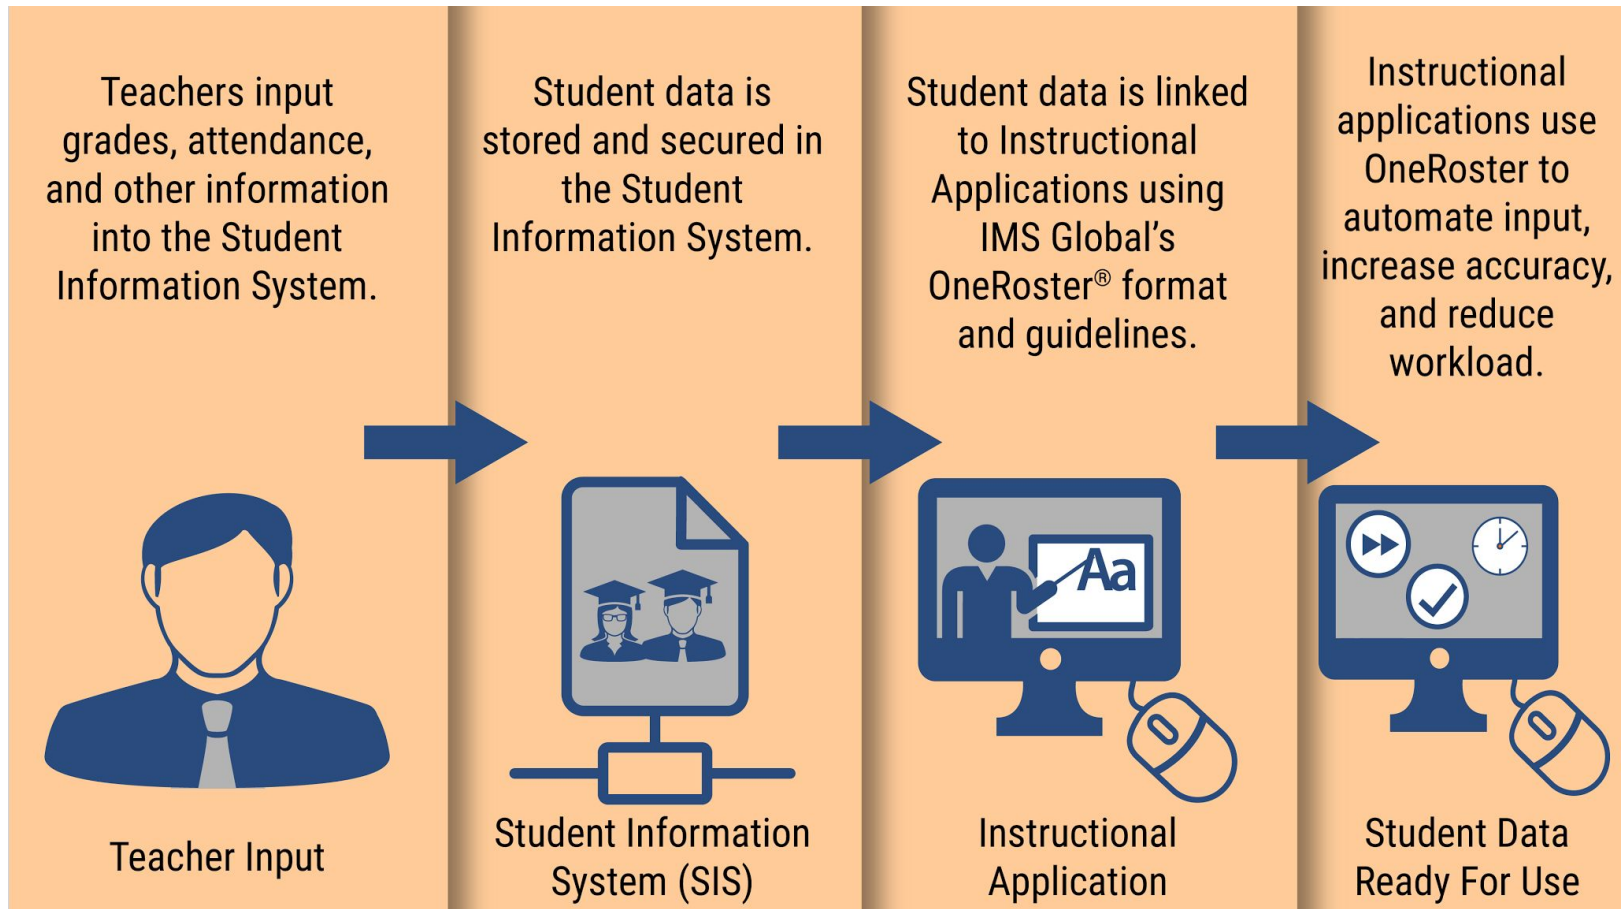 Teachers input
grades, attendance,
and other information
into the Student
Information System.
Teacher Input
Student data is
stored and secured in
the Student
Information System.
Student Information
System (SIS)
Student data is linked
to Instructional
Applications using
IMS Global’s
OneRoster® format
and guidelines.
Aa
Instructional
Application
Instructional
applications use
OneRoster to
automate input,
increase accuracy,
and reduce
workload.
Student Data
Ready For Use